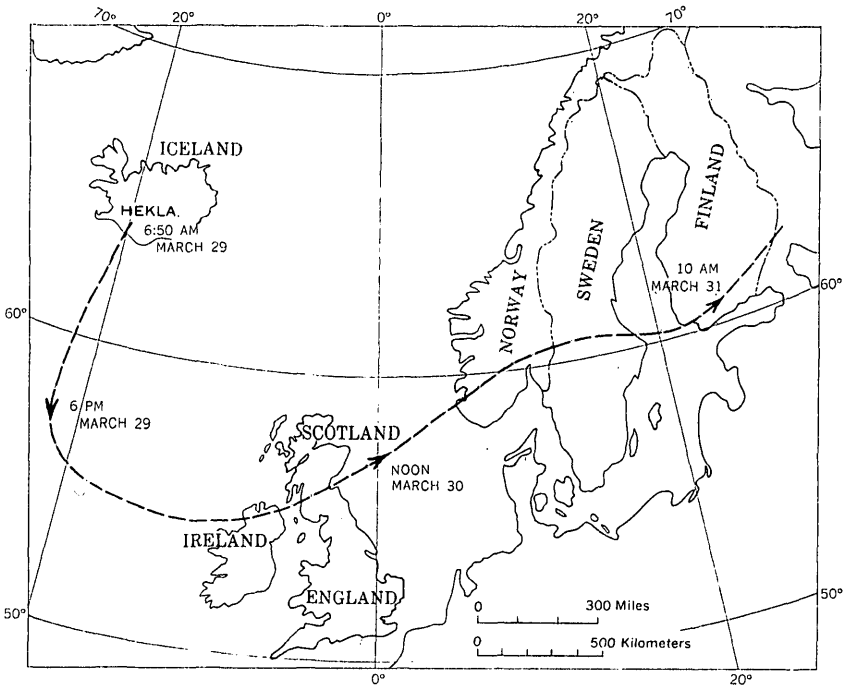 70° 20° 0° 20° 70°
ICELAND
HEKLA.
6:50 AM
MARCH 29
FINLAND
SWEDEN
NORWAY
10 AM
MARCH 31
60°
60°
6 PM
MARCH 29
SCOTLAND
NOON
MARCH 30
IRELAND
ENGLAND
0 300 Miles
0 500 Kilometers
50°
50°
0° 20°